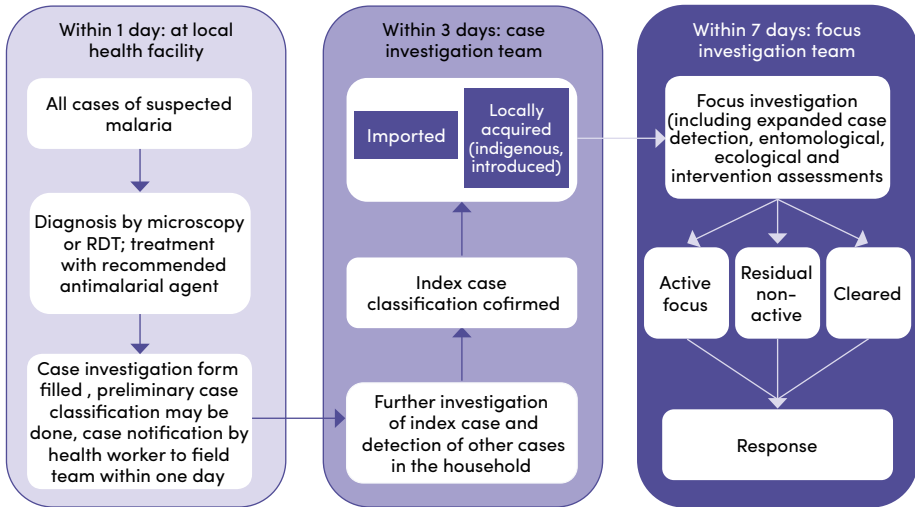 Within 1 day: at local
health facility
All cases of suspected
malaria
Diagnosis by microscopy
or RDT; treatment
with recommended
antimalarial agent
Case investigation form
filled , preliminary case
classification may be
done, case notification by
health worker to field
team within one day
Within 3 days: case
investigation team
Imported
Locally
acquired
(indigenous,
introduced)
Index case
classification cofirmed
Further investigation
of index case and
detection of other cases
in the household
Within 7 days: focus
investigation team
Focus investigation
(including expanded case
detection, entomological,
ecological and
intervention assessments
Active
focus
Residual
non-
active
Cleared
Response